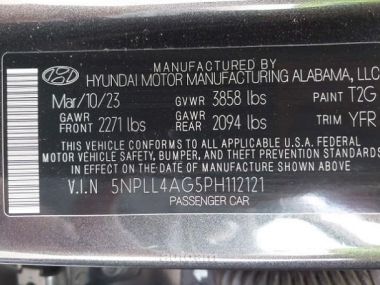 MANUFACTURED BY
HYUNDAI MOTOR MANUFACTURING ALABAMA, LLC
Mar/10/23 GVWR 3858 lbs PAINT T2G
GAWR FRONT 2271 lbs GAWR REAR 2094 lbs TRIM YFR
THIS VEHICLE CONFORMS TO ALL APPLICABLE U.S.A. FEDERAL
MOTOR VEHICLE SAFETY, BUMPER, AND THEFT PREVENTION STANDARDS
IN EFFECT ON THE DATE OF MANUFACTURE SHOWN ABOVE.
V.I.N 5NPLL4AG5PH112121
PASSENGER CAR